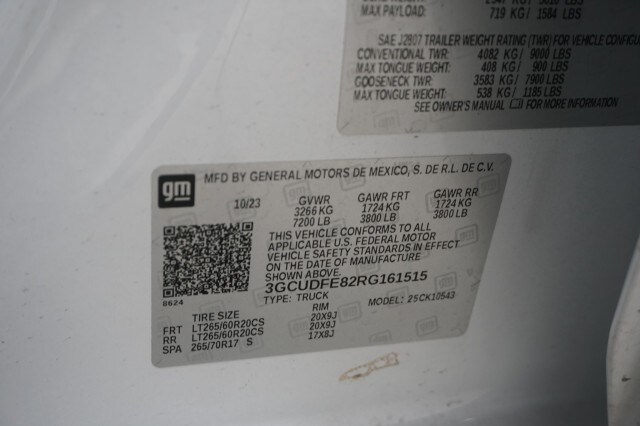 MAX PAYLOAD: 719 KG / 1584 LBS
SAE J2807 TRAILER WEIGHT RATING (TWR) FOR VEHICLE CONFIGU
CONVENTIONAL TWR: 4082 KG / 9000 LBS
MAX TONGUE WEIGHT: 408 KG / 900 LBS
GOOSENECK TWR: 3583 KG / 7900 LBS
MAX TONGUE WEIGHT: 538 KG / 1185 LBS
SEE OWNER'S MANUAL FOR MORE INFORMATION
gm
MFD BY GENERAL MOTORS DE MEXICO, S. DE R.L. DE C.V.
10/23 GVWR GAWR FRT GAWR RR
3266 KG 1724 KG 1724 KG
7200 LB 3800 LB 3800 LB
THIS VEHICLE CONFORMS TO ALL
APPLICABLE U.S. FEDERAL MOTOR
VEHICLE SAFETY STANDARDS IN EFFECT
ON THE DATE OF MANUFACTURE
SHOWN ABOVE.
3GCUDFE82RG161515
8624
TYPE: TRUCK MODEL: 25CK10543
TIRE SIZE RIM
FRT LT265/60R20CS 20X9J
RR LT265/60R20CS 20X9J
SPA 265/70R17 S 17X8J